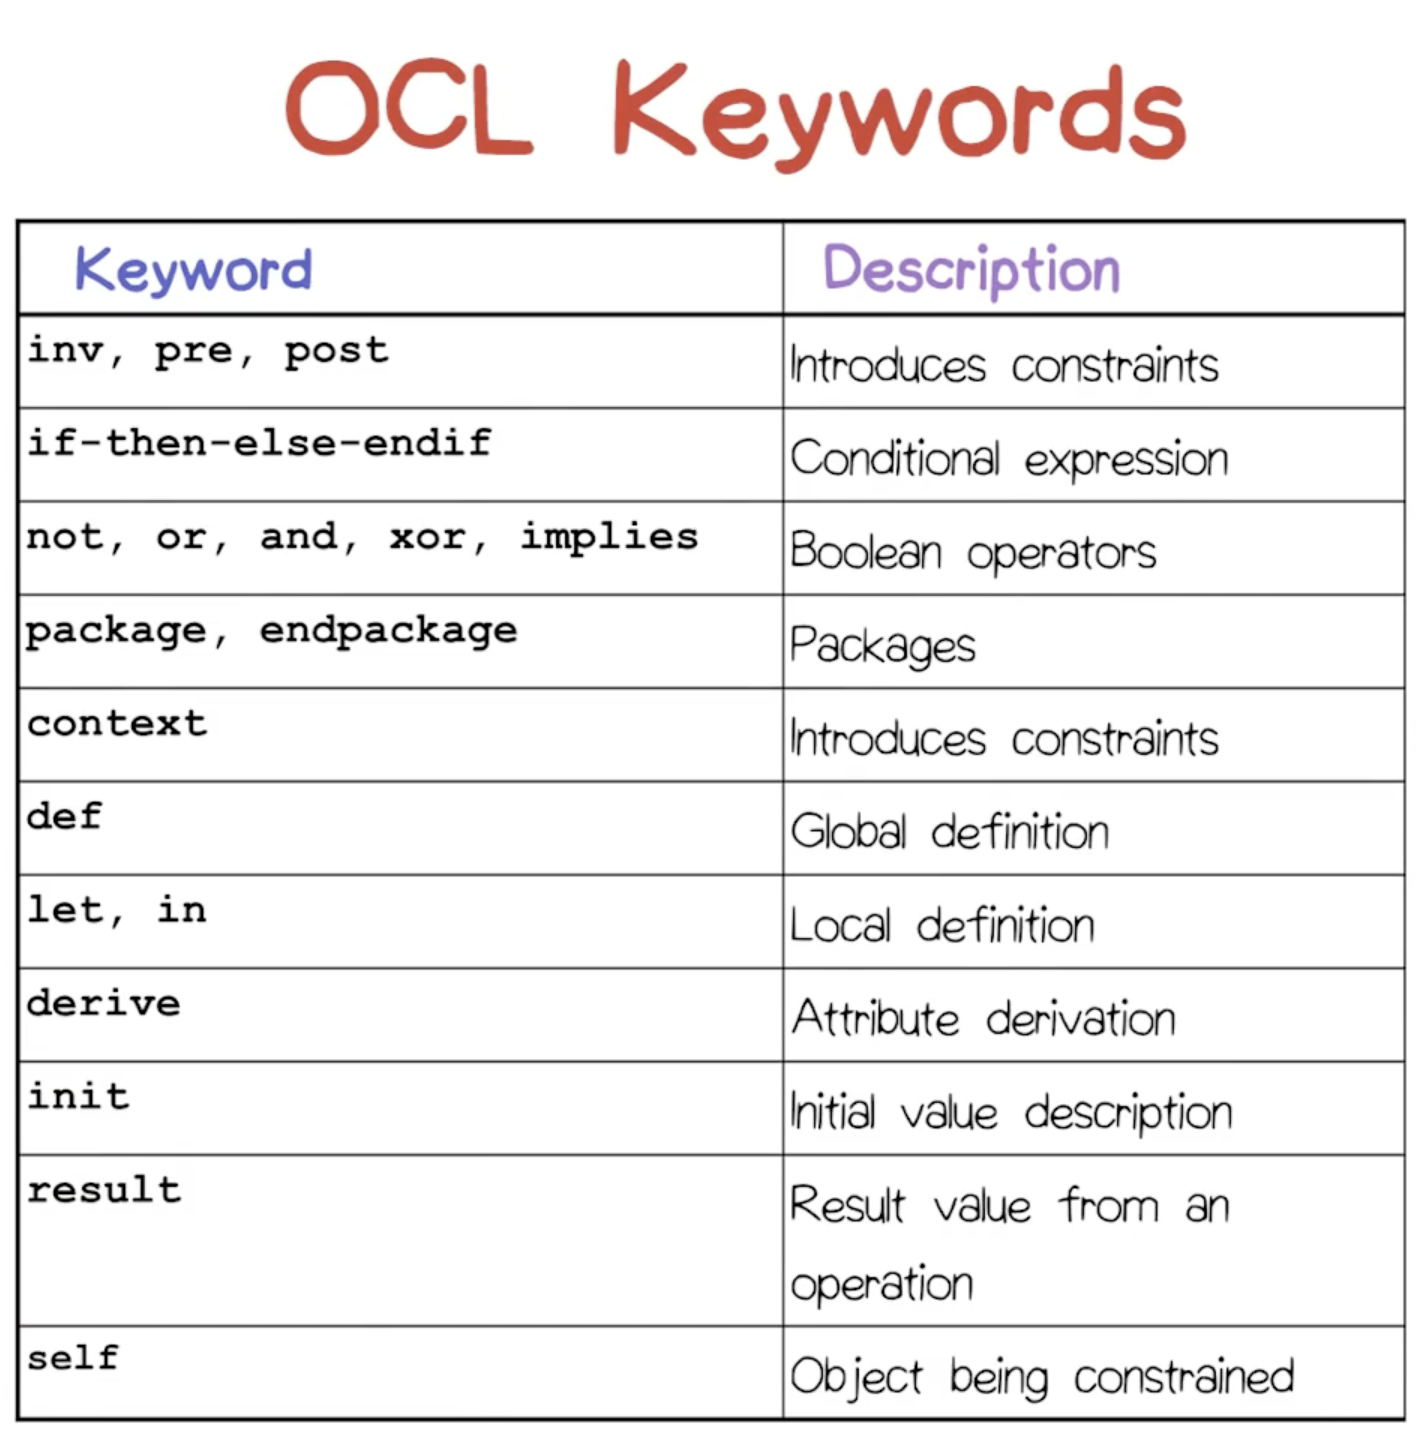 OCL Keywords
Keyword Description
inv, pre, post Introduces constraints
if-then-else-endif Conditional expression
not, or, and, xor, implies Boolean operators
package, endpackage Packages
context Introduces constraints
def Global definition
let, in Local definition
derive Attribute derivation
init Initial value description
result Result value from an
operation
self Object being constrained